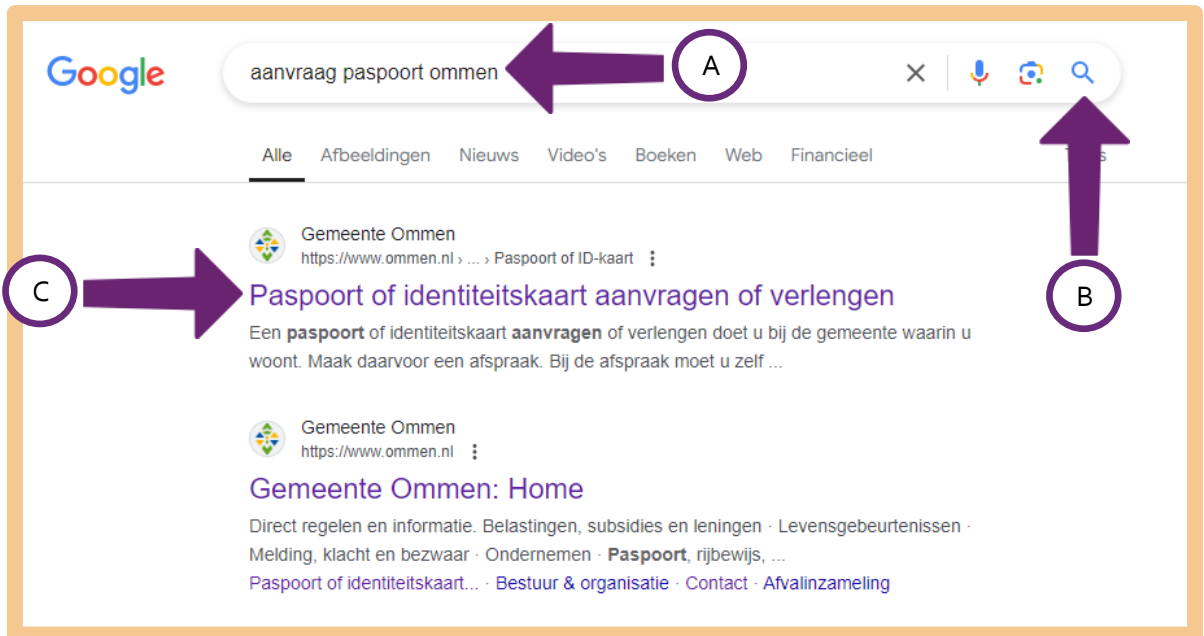 Google
aanvraag paspoort ommen
A
Alle Afbeeldingen Nieuws Video's Boeken Web Financieel
B
Gemeente Ommen
https://www.ommen.nl › ... › Paspoort of ID-kaart
C
Paspoort of identiteitskaart aanvragen of verlengen
Een paspoort of identiteitskaart aanvragen of verlengen doet u bij de gemeente waarin u
woont. Maak daarvoor een afspraak. Bij de afspraak moet u zelf ...
Gemeente Ommen
https://www.ommen.nl
Gemeente Ommen: Home
Direct regelen en informatie. Belastingen, subsidies en leningen · Levensgebeurtenissen ·
Melding, klacht en bezwaar · Ondernemen · Paspoort, rijbewijs, ...
Paspoort of identiteitskaart... · Bestuur & organisatie · Contact · Afvalinzameling